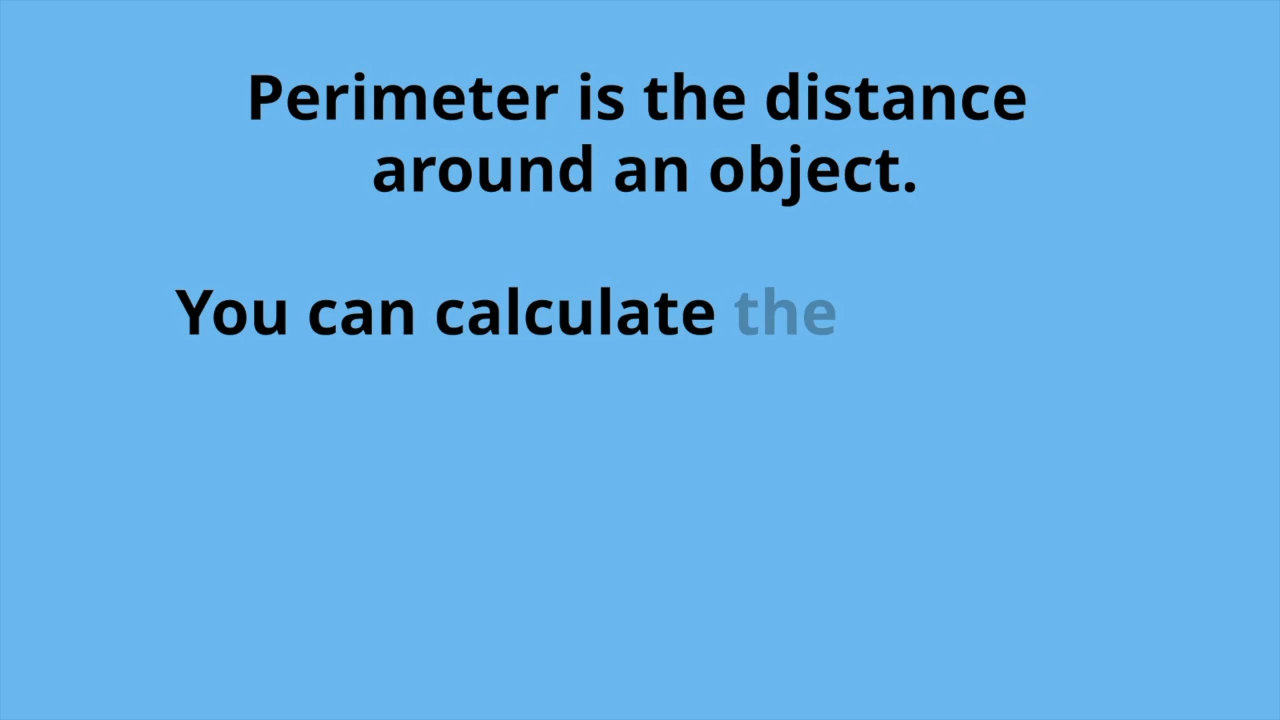 Perimeter is the distance
around an object.
You can calculate the